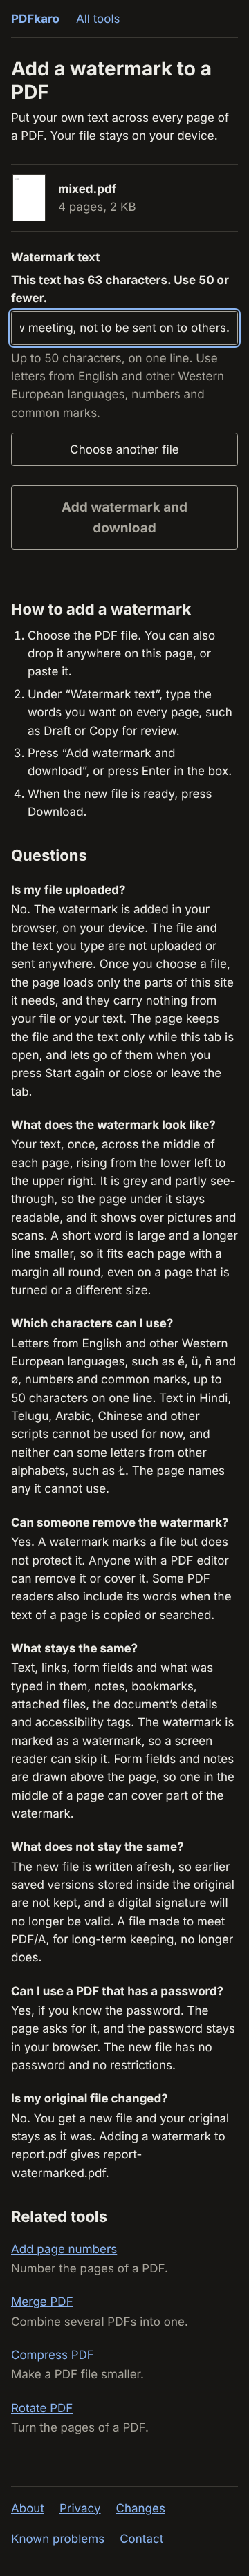 PDFkaro All tools
Add a watermark to a
PDF
Put your own text across every page of
a PDF. Your file stays on your device.
mixed.pdf
4 pages, 2 KB
Watermark text
This text has 63 characters. Use 50 or
fewer.
meeting, not to be sent on to others.
Up to 50 characters, on one line. Use
letters from English and other Western
European languages, numbers and
common marks.
Choose another file
Add watermark and
download
How to add a watermark
1. Choose the PDF file. You can also
drop it anywhere on this page, or
paste it.
2. Under “Watermark text”, type the
words you want on every page, such
as Draft or Copy for review.
3. Press “Add watermark and
download”, or press Enter in the box.
4. When the new file is ready, press
Download.
Questions
Is my file uploaded?
No. The watermark is added in your
browser, on your device. The file and
the text you type are not uploaded or
sent anywhere. Once you choose a file,
the page loads only the parts of this site
it needs, and they carry nothing from
your file or your text. The page keeps
the file and the text only while this tab is
open, and lets go of them when you
press Start again or close or leave the
tab.
What does the watermark look like?
Your text, once, across the middle of
each page, rising from the lower left to
the upper right. It is grey and partly see-
through, so the page under it stays
readable, and it shows over pictures and
scans. A short word is large and a longer
line smaller, so it fits each page with a
margin all round, even on a page that is
turned or a different size.
Which characters can I use?
Letters from English and other Western
European languages, such as é, ü, ñ and
ø, numbers and common marks, up to
50 characters on one line. Text in Hindi,
Telugu, Arabic, Chinese and other
scripts cannot be used for now, and
neither can some letters from other
alphabets, such as Ł. The page names
any it cannot use.
Can someone remove the watermark?
Yes. A watermark marks a file but does
not protect it. Anyone with a PDF editor
can remove it or cover it. Some PDF
readers also include its words when the
text of a page is copied or searched.
What stays the same?
Text, links, form fields and what was
typed in them, notes, bookmarks,
attached files, the document’s details
and accessibility tags. The watermark is
marked as a watermark, so a screen
reader can skip it. Form fields and notes
are drawn above the page, so one in the
middle of a page can cover part of the
watermark.
What does not stay the same?
The new file is written afresh, so earlier
saved versions stored inside the original
are not kept, and a digital signature will
no longer be valid. A file made to meet
PDF/A, for long-term keeping, no longer
does.
Can I use a PDF that has a password?
Yes, if you know the password. The
page asks for it, and the password stays
in your browser. The new file has no
password and no restrictions.
Is my original file changed?
No. You get a new file and your original
stays as it was. Adding a watermark to
report.pdf gives report-
watermarked.pdf.
Related tools
Add page numbers
Number the pages of a PDF.
Merge PDF
Combine several PDFs into one.
Compress PDF
Make a PDF file smaller.
Rotate PDF
Turn the pages of a PDF.
About Privacy Changes
Known problems Contact